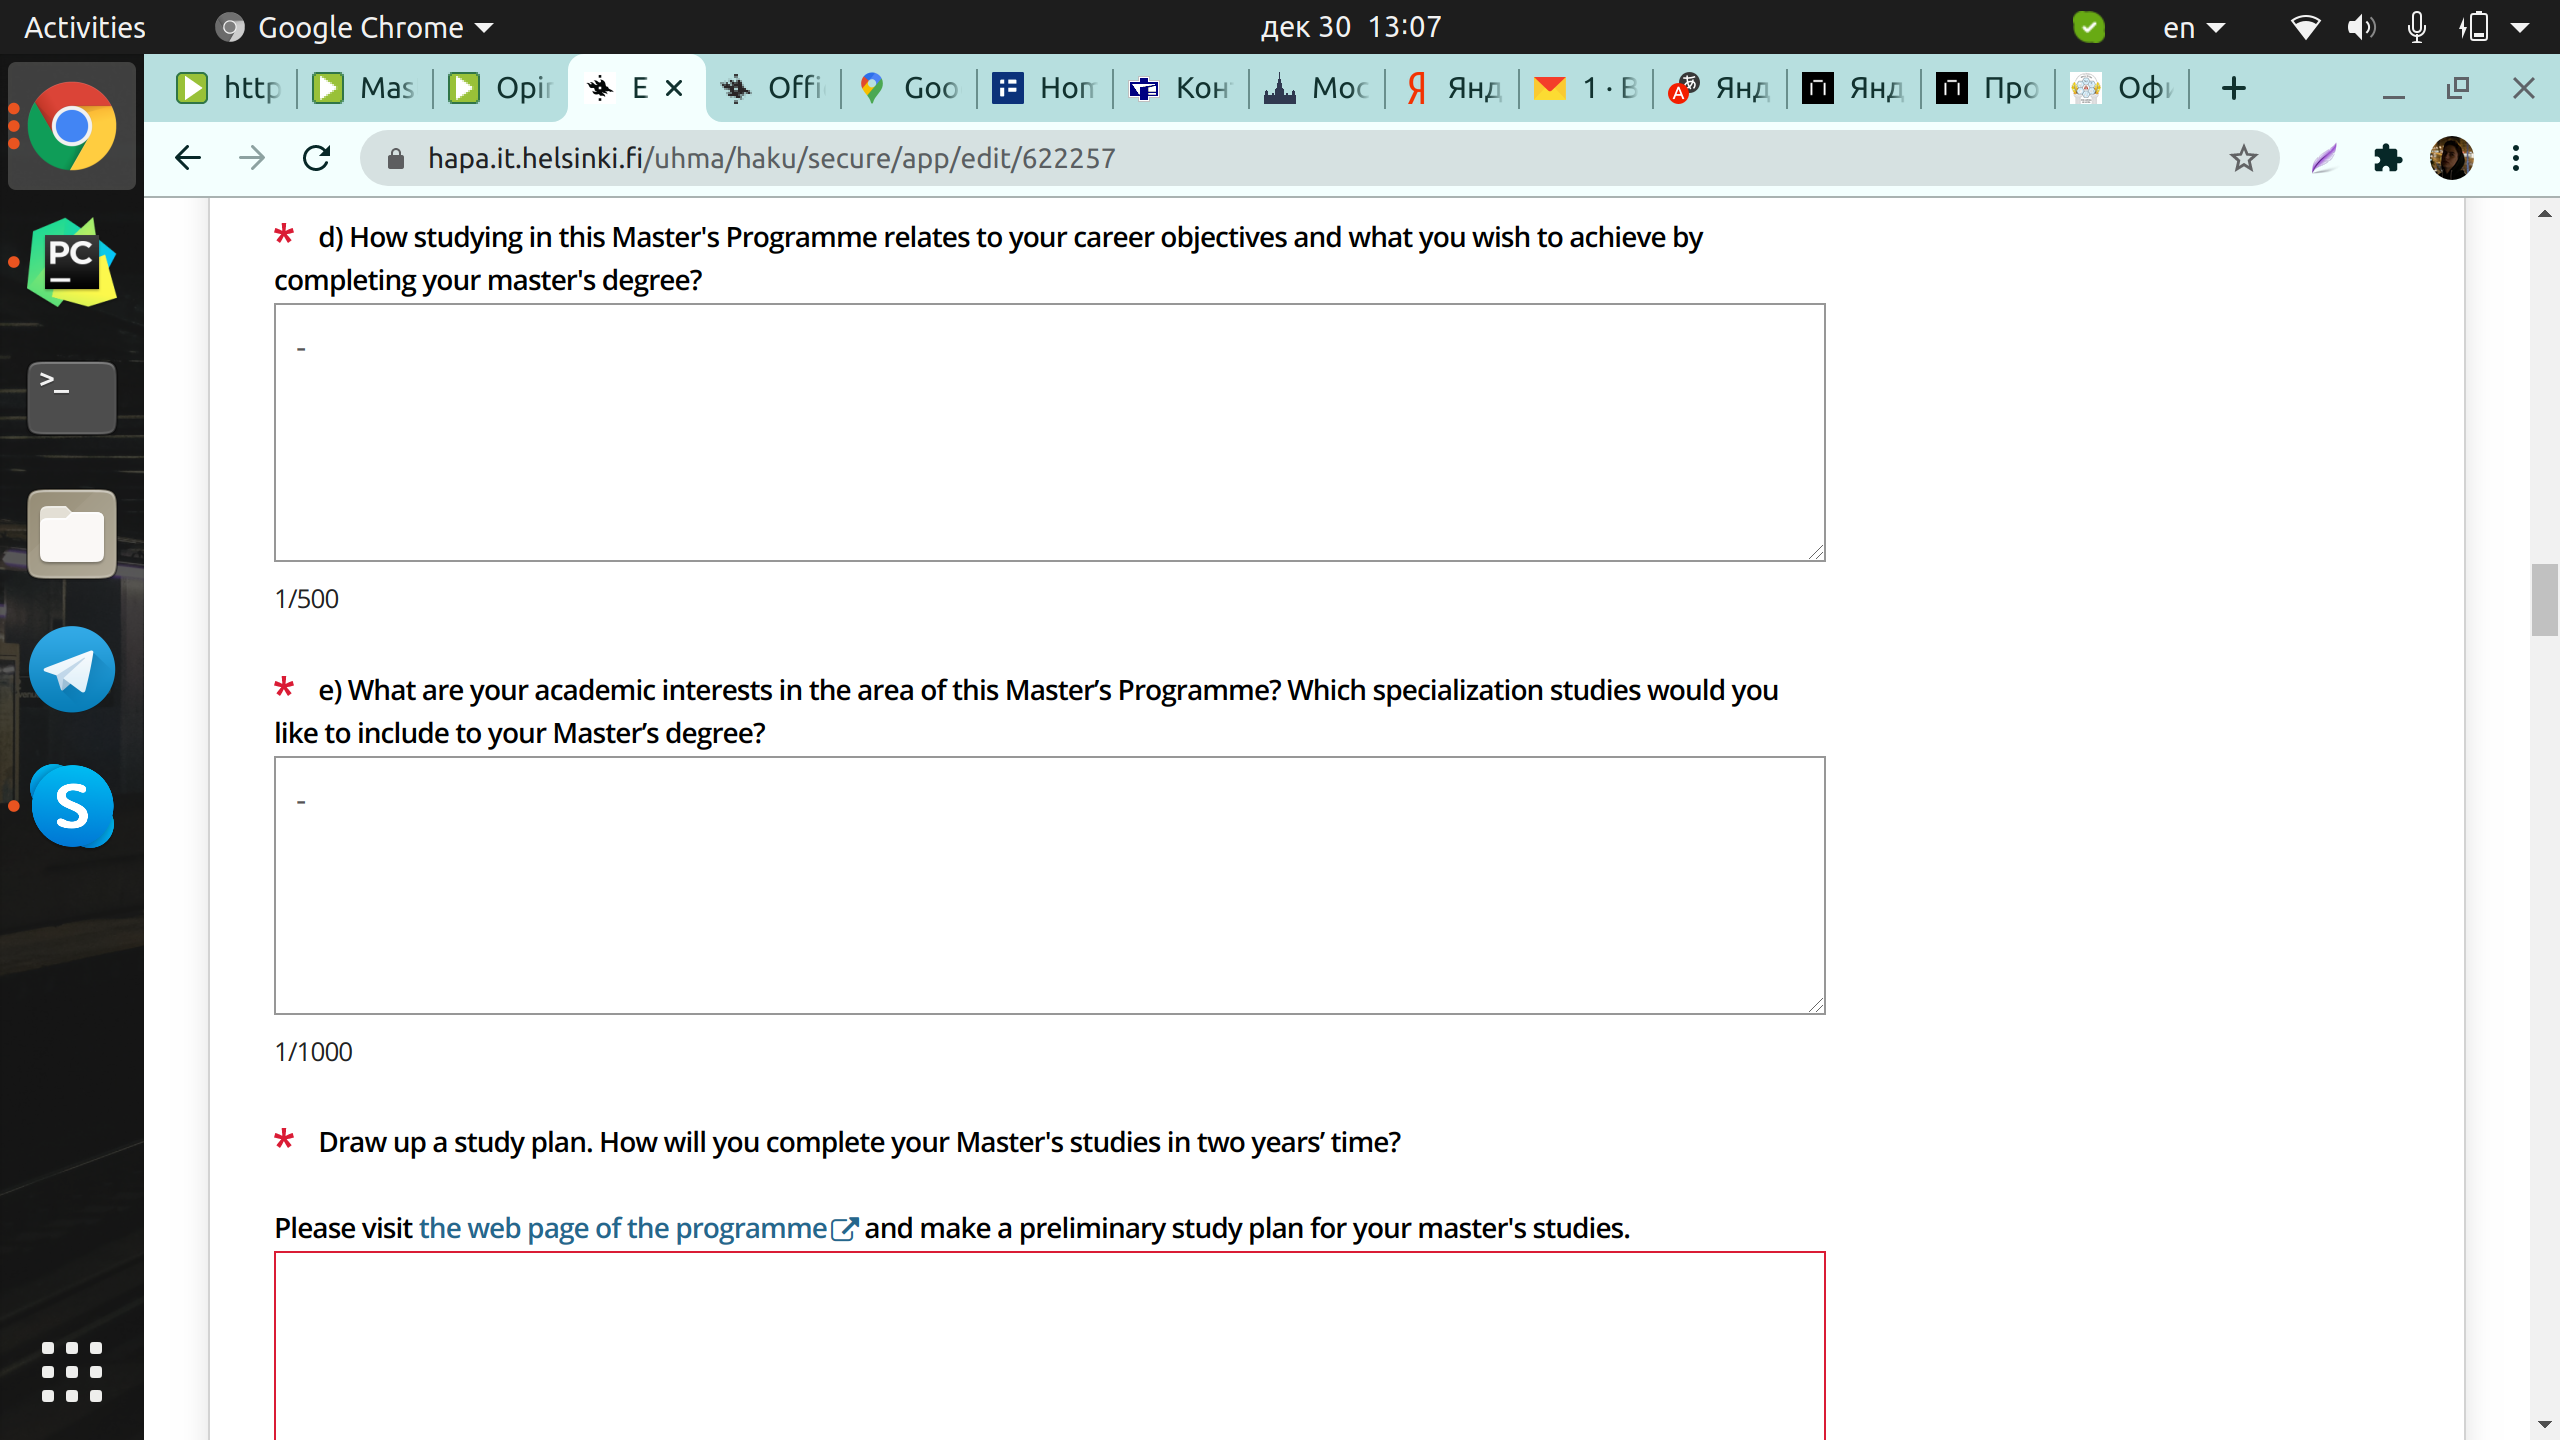 Activities
Google Chrome
дек 30 13:07
en
http
Mas
Opin
E
Offi
Goo
Hom
Кон
Мос
Янд
1 · В
Янд
Янд
Про
Офи
hapa.it.helsinki.fi/uhma/haku/secure/app/edit/622257
* d) How studying in this Master's Programme relates to your career objectives and what you wish to achieve by
completing your master's degree?
-
1/500
* e) What are your academic interests in the area of this Master’s Programme? Which specialization studies would you
like to include to your Master’s degree?
-
1/1000
* Draw up a study plan. How will you complete your Master's studies in two years’ time?
Please visit the web page of the programme and make a preliminary study plan for your master's studies.
PC
>_
S